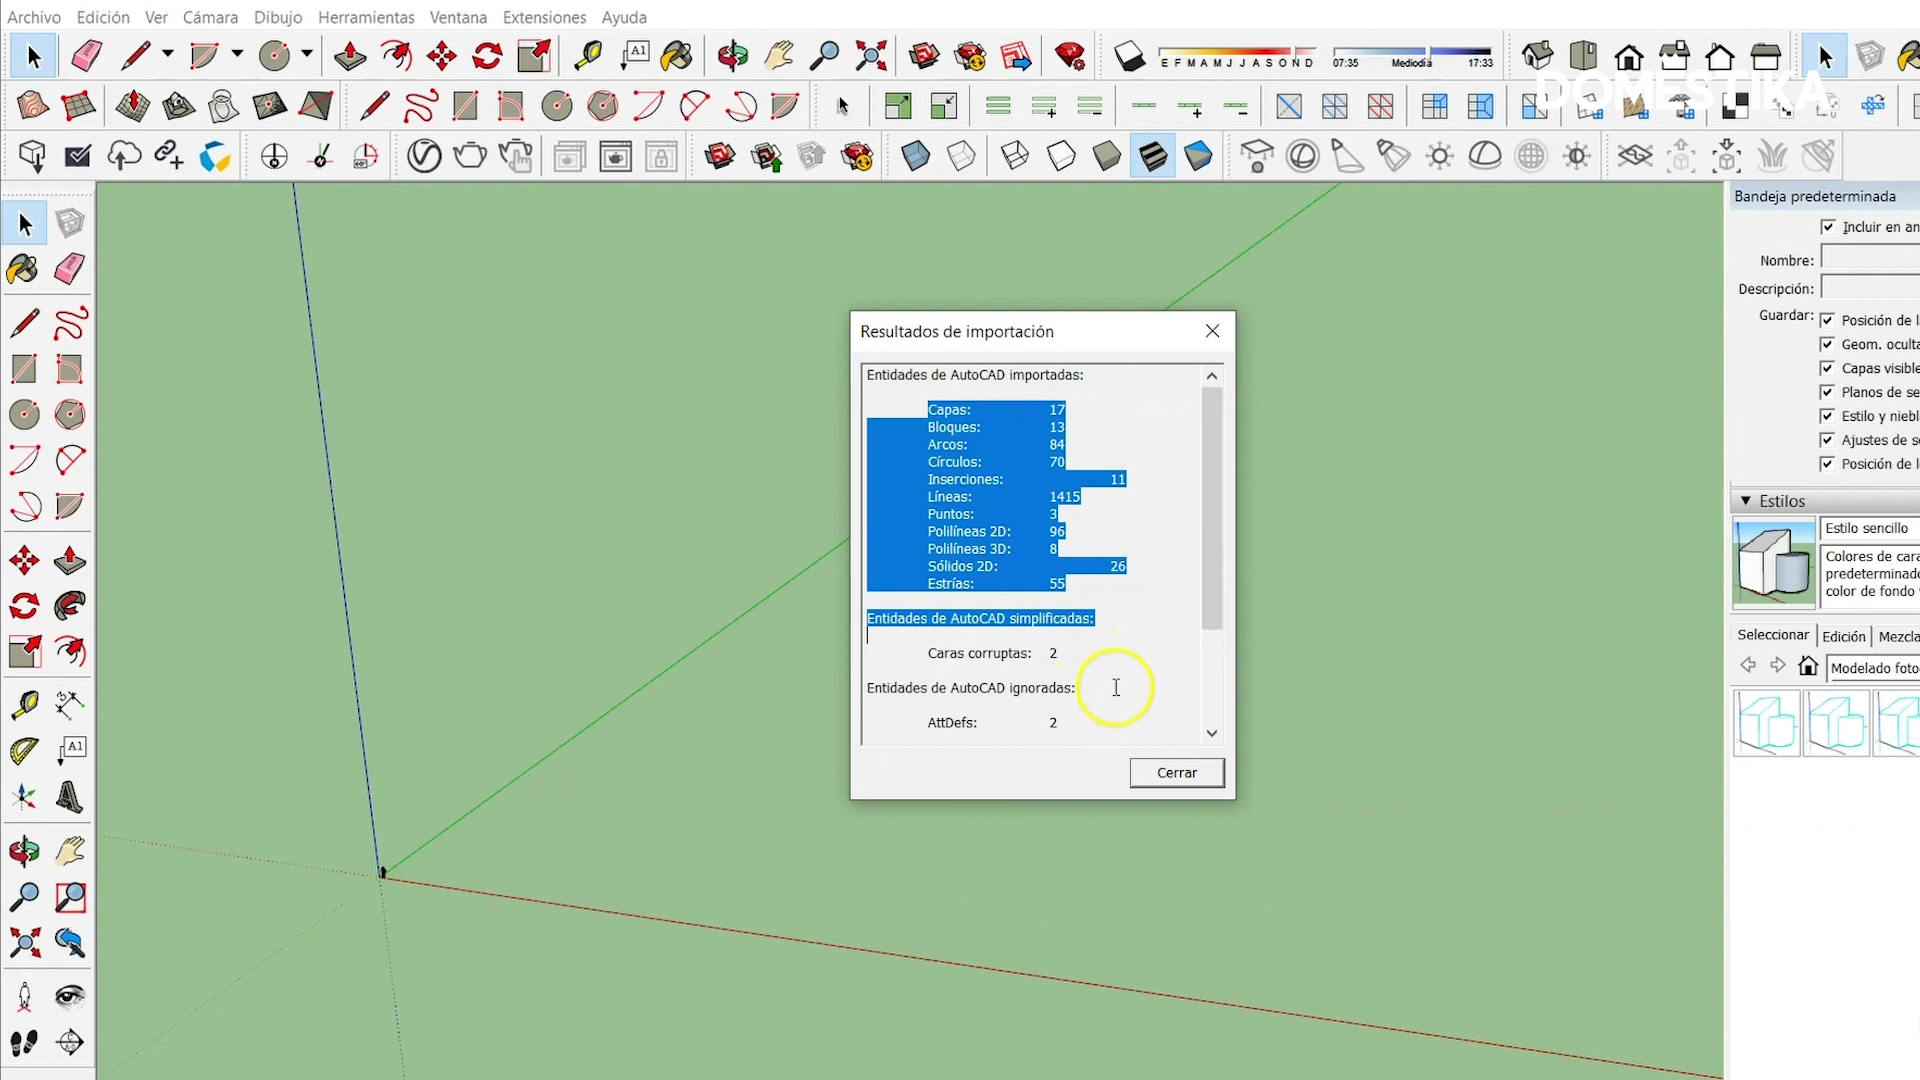 Archivo Edición Ver Cámara Dibujo Herramientas Ventana Extensiones Ayuda
A1
E F M A M J J A S O N D 07:35 Mediodía 17:33
DOMESTIKA
Bandeja predeterminada
Incluir en an
Nombre:
Descripción:
Guardar:
Posición de l
Geom. oculta
Capas visible
Planos de se
Estilo y niebl
Ajustes de s
Posición de l
Estilos
Estilo sencillo
Colores de cara
predeterminado
color de fondo
Seleccionar Edición Mezcla
Modelado foto
Resultados de importación
Entidades de AutoCAD importadas:
Capas: 17
Bloques: 13
Arcos: 84
Círculos: 70
Inserciones: 11
Líneas: 1415
Puntos: 3
Polilíneas 2D: 96
Polilíneas 3D: 8
Sólidos 2D: 26
Estrías: 55
Entidades de AutoCAD simplificadas:
Caras corruptas: 2
Entidades de AutoCAD ignoradas:
AttDefs: 2
Cerrar
A1